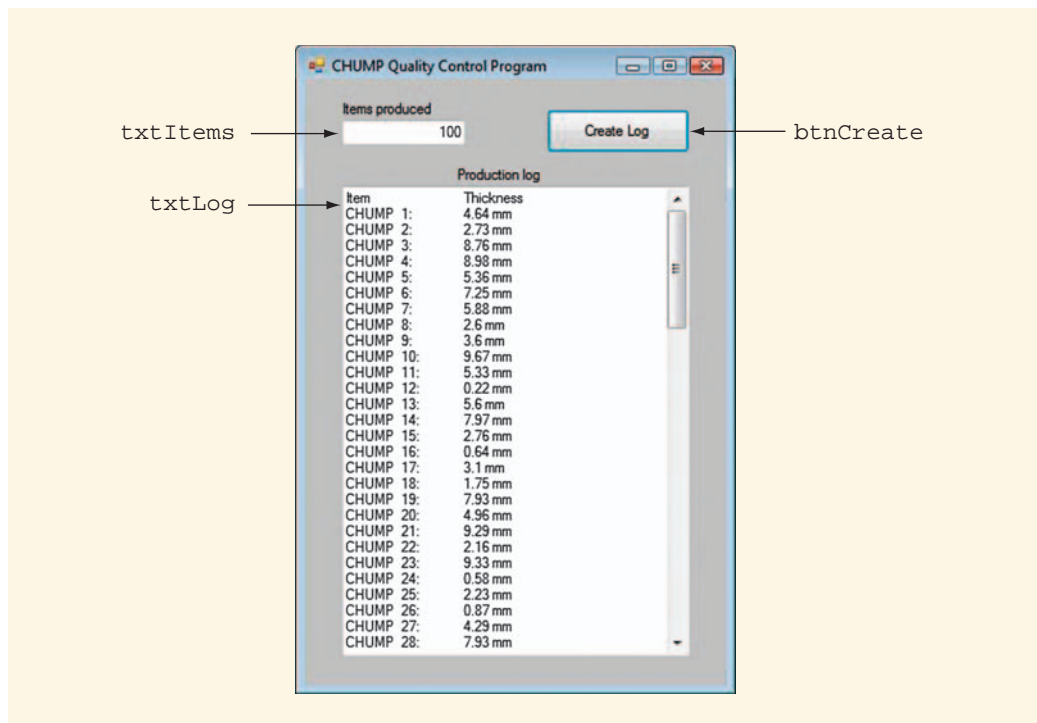 CHUMP Quality Control Program
Items produced
txtItems
100
Create Log
btnCreate
Production log
txtLog
Item Thickness
CHUMP 1: 4.64 mm
CHUMP 2: 2.73 mm
CHUMP 3: 8.76 mm
CHUMP 4: 8.98 mm
CHUMP 5: 5.36 mm
CHUMP 6: 7.25 mm
CHUMP 7: 5.88 mm
CHUMP 8: 2.6 mm
CHUMP 9: 3.6 mm
CHUMP 10: 9.67 mm
CHUMP 11: 5.33 mm
CHUMP 12: 0.22 mm
CHUMP 13: 5.6 mm
CHUMP 14: 7.97 mm
CHUMP 15: 2.76 mm
CHUMP 16: 0.64 mm
CHUMP 17: 3.1 mm
CHUMP 18: 1.75 mm
CHUMP 19: 7.93 mm
CHUMP 20: 4.96 mm
CHUMP 21: 9.29 mm
CHUMP 22: 2.16 mm
CHUMP 23: 9.33 mm
CHUMP 24: 0.58 mm
CHUMP 25: 2.23 mm
CHUMP 26: 0.87 mm
CHUMP 27: 4.29 mm
CHUMP 28: 7.93 mm